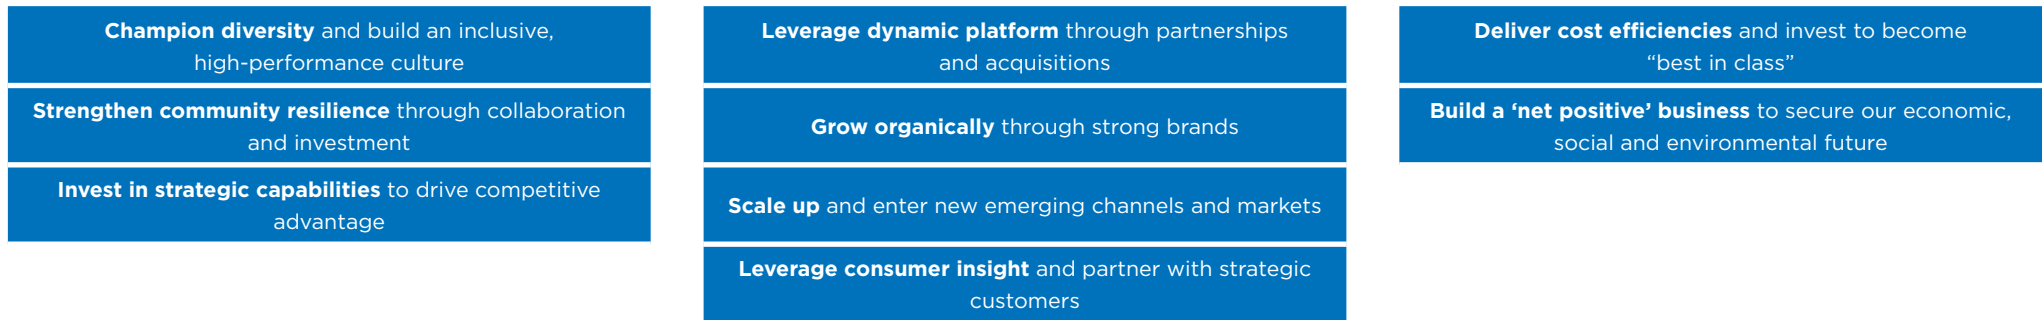 Champion diversity and build an inclusive,
high-performance culture
Strengthen community resilience through collaboration
and investment
Invest in strategic capabilities to drive competitive
advantage
Leverage dynamic platform through partnerships
and acquisitions
Grow organically through strong brands
Scale up and enter new emerging channels and markets
Leverage consumer insight and partner with strategic
customers
Deliver cost efficiencies and invest to become
“best in class”
Build a ‘net positive’ business to secure our economic,
social and environmental future